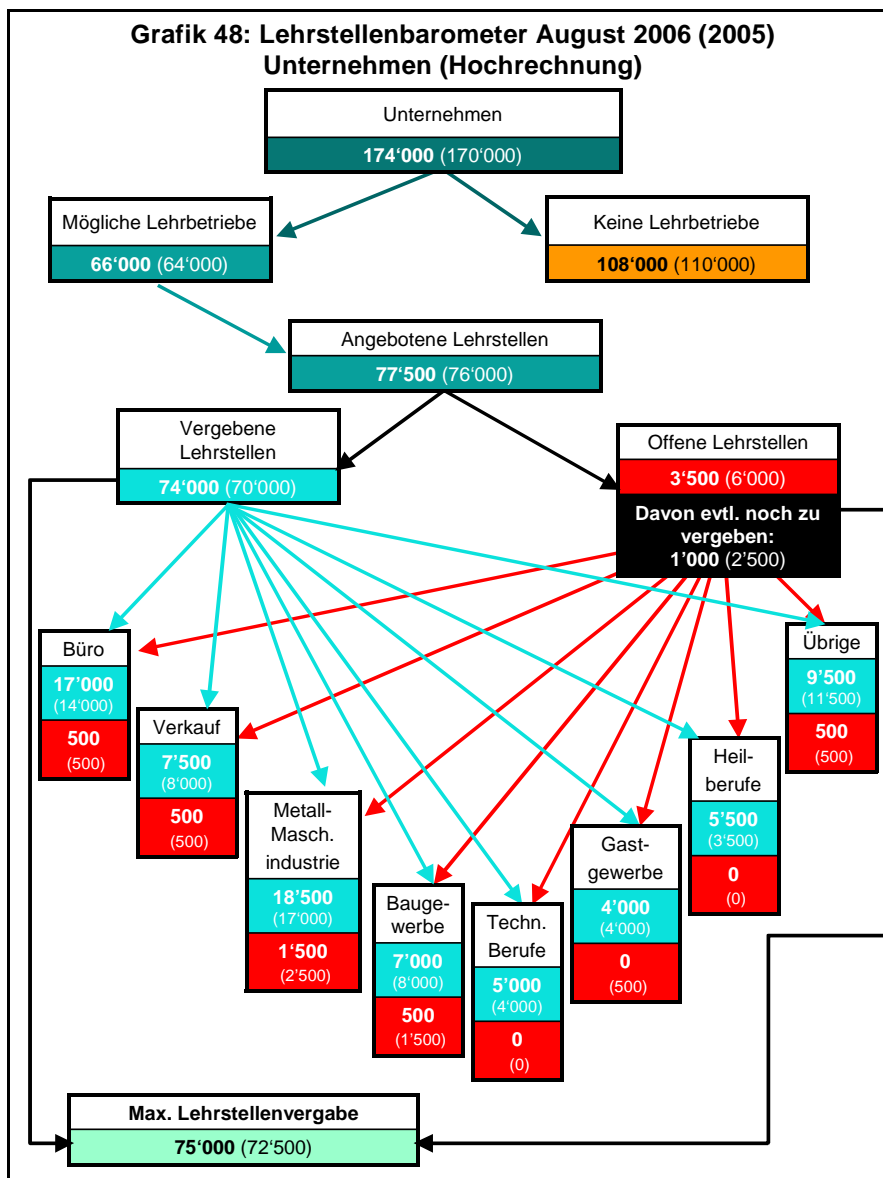 Grafik 48: Lehrstellenbarometer August 2006 (2005)
Unternehmen (Hochrechnung)
Unternehmen
174‘000 (170‘000)
Mögliche Lehrbetriebe
66‘000 (64‘000)
Keine Lehrbetriebe
108‘000 (110‘000)
Angebotene Lehrstellen
77‘500 (76‘000)
Vergebene
Lehrstellen
74‘000 (70‘000)
Offene Lehrstellen
3‘500 (6‘000)
Davon evtl. noch zu
vergeben:
1’000 (2’500)
Büro
17’000
(14’000)
500
(500)
Verkauf
7’500
(8’000)
500
(500)
Metall-
Masch.
industrie
18’500
(17’000)
1‘500
(2’500)
Bauge-
werbe
7’000
(8’000)
500
(1’500)
Techn.
Berufe
5’000
(4’000)
0
(0)
Gast-
gewerbe
4’000
(4’000)
0
(500)
Heil-
berufe
5’500
(3’500)
0
(0)
Übrige
9’500
(11’500)
500
(500)
Max. Lehrstellenvergabe
75‘000 (72‘500)